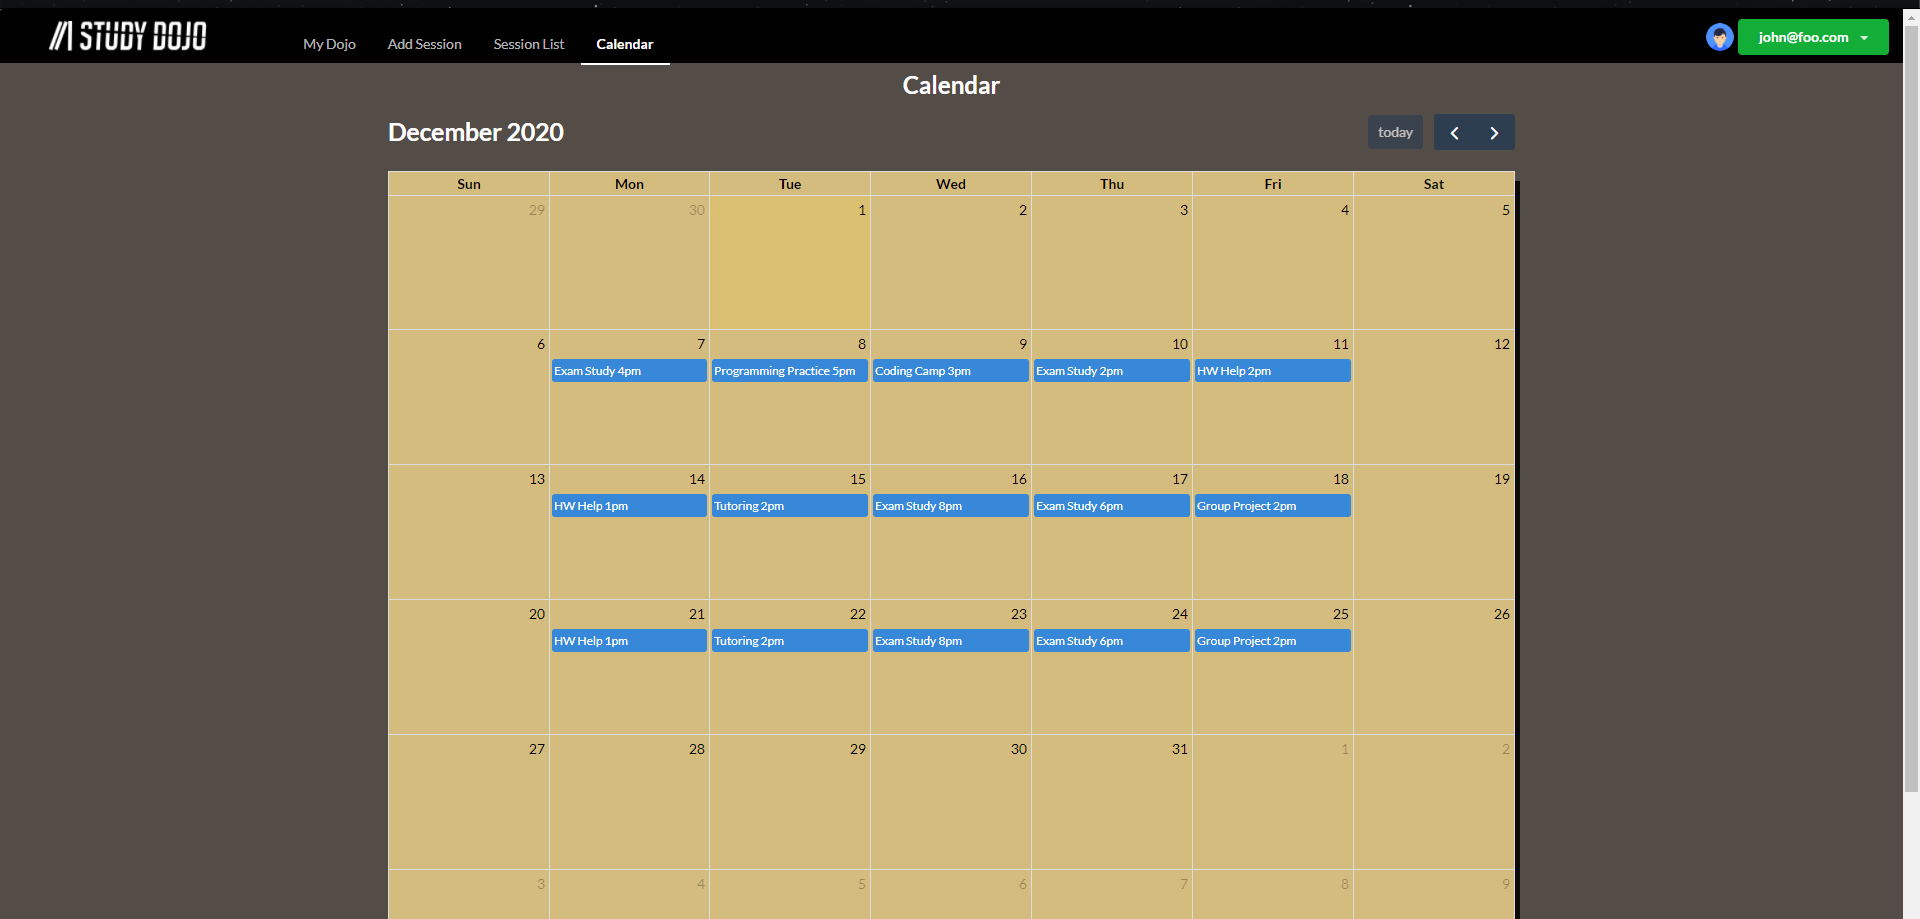 STUDY DOJO
My Dojo Add Session Session List Calendar
john@foo.com
Calendar
December 2020
today
Sun Mon Tue Wed Thu Fri Sat
29 30 1 2 3 4 5
6 7 8 9 10 11 12
Exam Study 4pm Programming Practice 5pm Coding Camp 3pm Exam Study 2pm HW Help 2pm
13 14 15 16 17 18 19
HW Help 1pm Tutoring 2pm Exam Study 8pm Exam Study 6pm Group Project 2pm
20 21 22 23 24 25 26
HW Help 1pm Tutoring 2pm Exam Study 8pm Exam Study 6pm Group Project 2pm
27 28 29 30 31 1 2
3 4 5 6 7 8 9